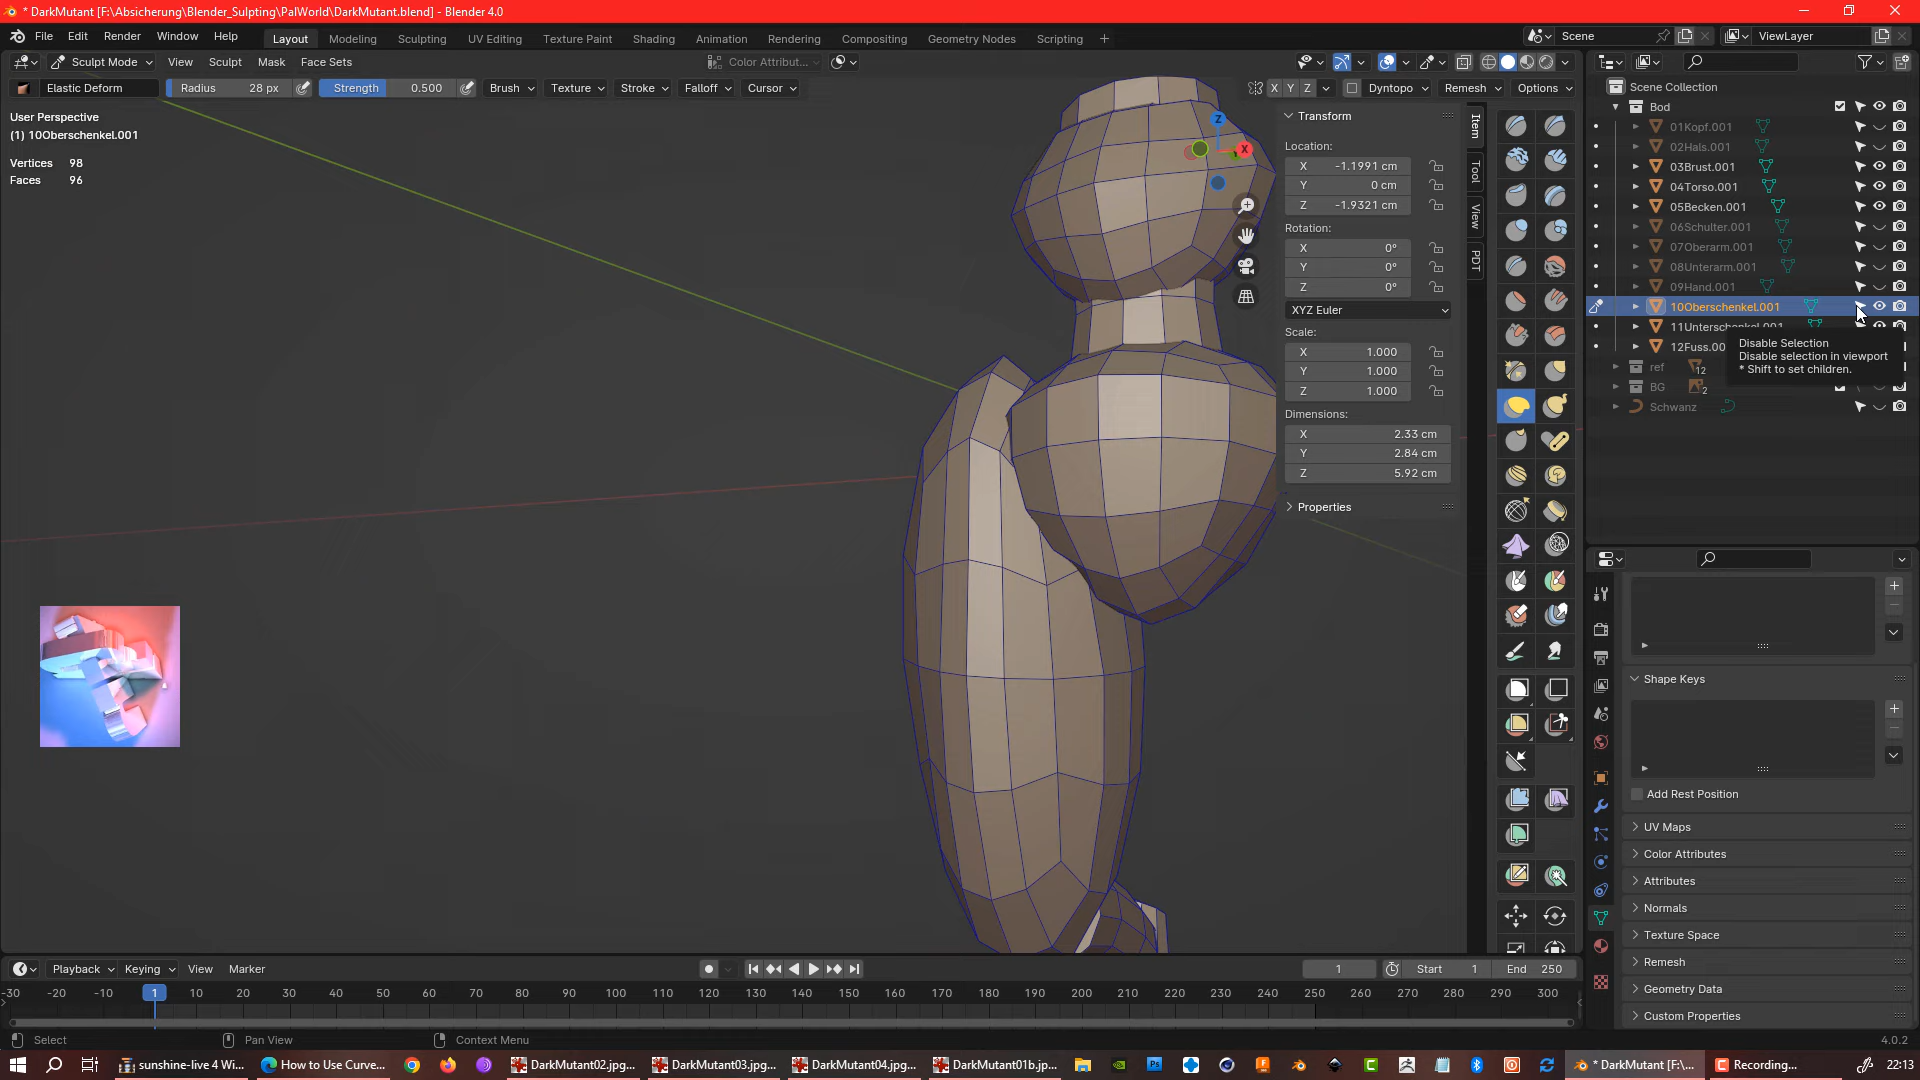 * DarkMutant [F:\Absicherung\Blender_Sulpting\PalWorld\DarkMutant.blend] - Blender 4.0
File Edit Render Window Help
Layout Modeling Sculpting UV Editing Texture Paint Shading Animation Rendering Compositing Geometry Nodes Scripting +
Scene
ViewLayer
Sculpt Mode View Sculpt Mask Face Sets
Color Attribut...
Elastic Deform Radius 28 px Strength 0.500 Brush Texture Stroke Falloff Cursor
X Y Z Dyntopo Remesh Options
User Perspective
(1) 10Oberschenkel.001
Vertices 98
Faces 96
Z
X
Transform
Location:
X -1.1991 cm
Y 0 cm
Z -1.9321 cm
Rotation:
X 0°
Y 0°
Z 0°
XYZ Euler
Scale:
X 1.000
Y 1.000
Z 1.000
Dimensions:
X 2.33 cm
Y 2.84 cm
Z 5.92 cm
Properties
Item
Tool
View
PDT
Scene Collection
Bod
01Kopf.001
02Hals.001
03Brust.001
04Torso.001
05Becken.001
06Schulter.001
07Oberarm.001
08Unterarm.001
09Hand.001
10Oberschenkel.001
11Unterschenkel.001
12Fuss.00
ref 12
BG 2
Schwanz
Disable Selection
Disable selection in viewport
* Shift to set children.
Shape Keys
Add Rest Position
UV Maps
Color Attributes
Attributes
Normals
Texture Space
Remesh
Geometry Data
Custom Properties
Playback Keying View Marker
1 Start 1 End 250
-30 -20 -10 1 10 20 30 40 50 60 70 80 90 100 110 120 130 140 150 160 170 180 190 200 210 220 230 240 250 260 270 280 290 300
Select Pan View Context Menu
4.0.2
sunshine-live 4 Wi... How to Use Curve... DarkMutant02.jpg... DarkMutant03.jpg... DarkMutant04.jpg... DarkMutant01b.jp... Ps C * DarkMutant [F:\... Recording... 22:13